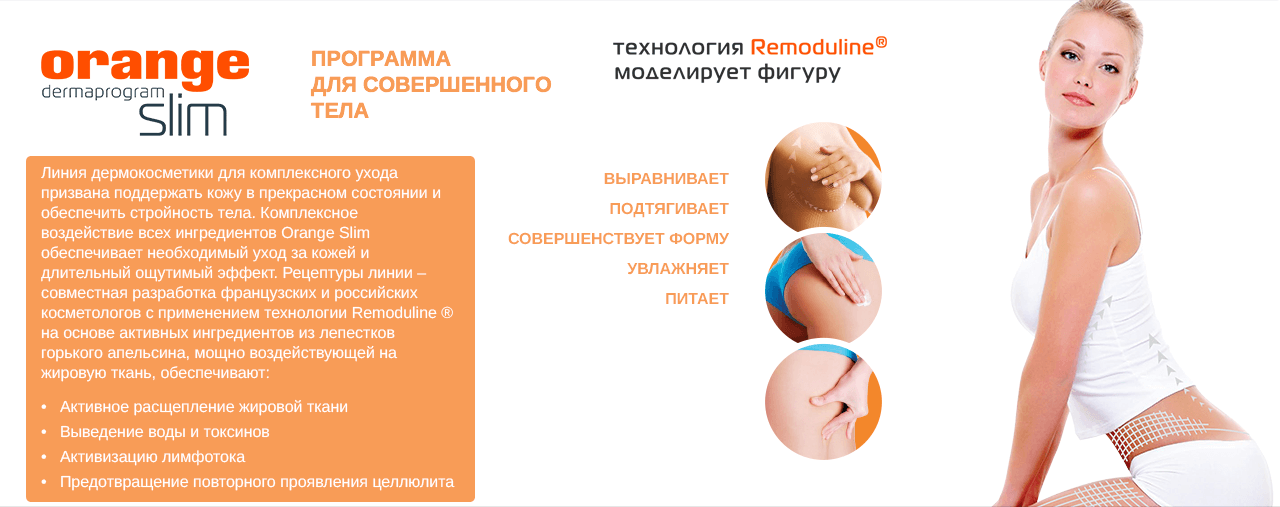 orange
dermaprogram
slim
ПРОГРАММА
ДЛЯ СОВЕРШЕННОГО
ТЕЛА
технология Remoduline®
моделирует фигуру
Линия дермокосметики для комплексного ухода
призвана поддержать кожу в прекрасном состоянии и
обеспечить стройность тела. Комплексное
воздействие всех ингредиентов Orange Slim
обеспечивает необходимый уход за кожей и
длительный ощутимый эффект. Рецептуры линии –
совместная разработка французских и российских
косметологов с применением технологии Remoduline ®
на основе активных ингредиентов из лепестков
горького апельсина, мощно воздействующей на
жировую ткань, обеспечивают:
• Активное расщепление жировой ткани
• Выведение воды и токсинов
• Активизацию лимфотока
• Предотвращение повторного проявления целлюлита
ВЫРАВНИВАЕТ
ПОДТЯГИВАЕТ
СОВЕРШЕНСТВУЕТ ФОРМУ
УВЛАЖНЯЕТ
ПИТАЕТ